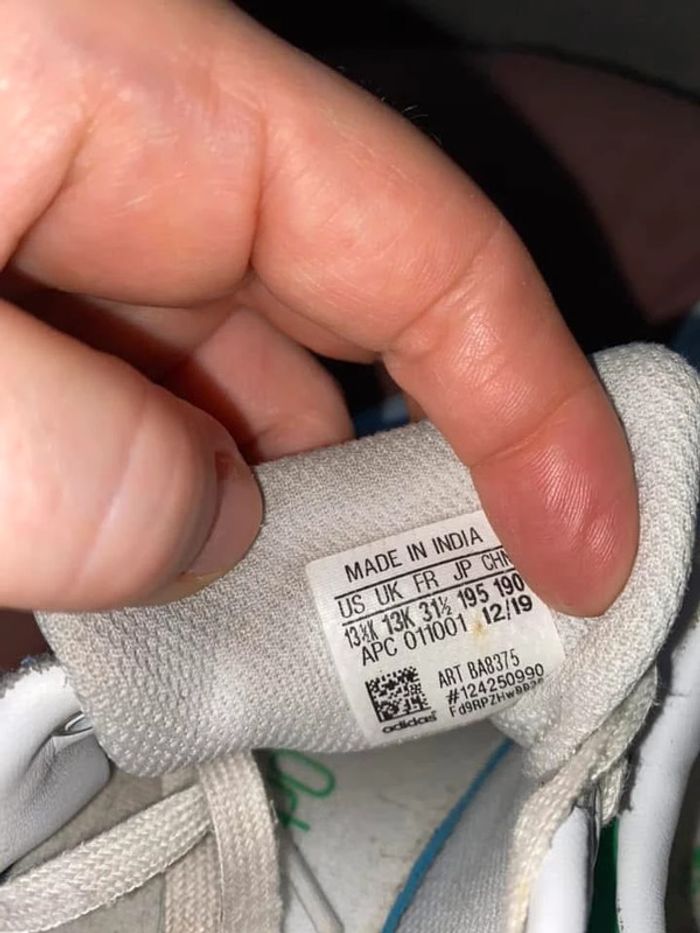 MADE IN INDIA
US UK FR JP CHN
13½K 13K 31½ 195 190
APC 011001 12/19
ART BA8375
#124250990
adidas